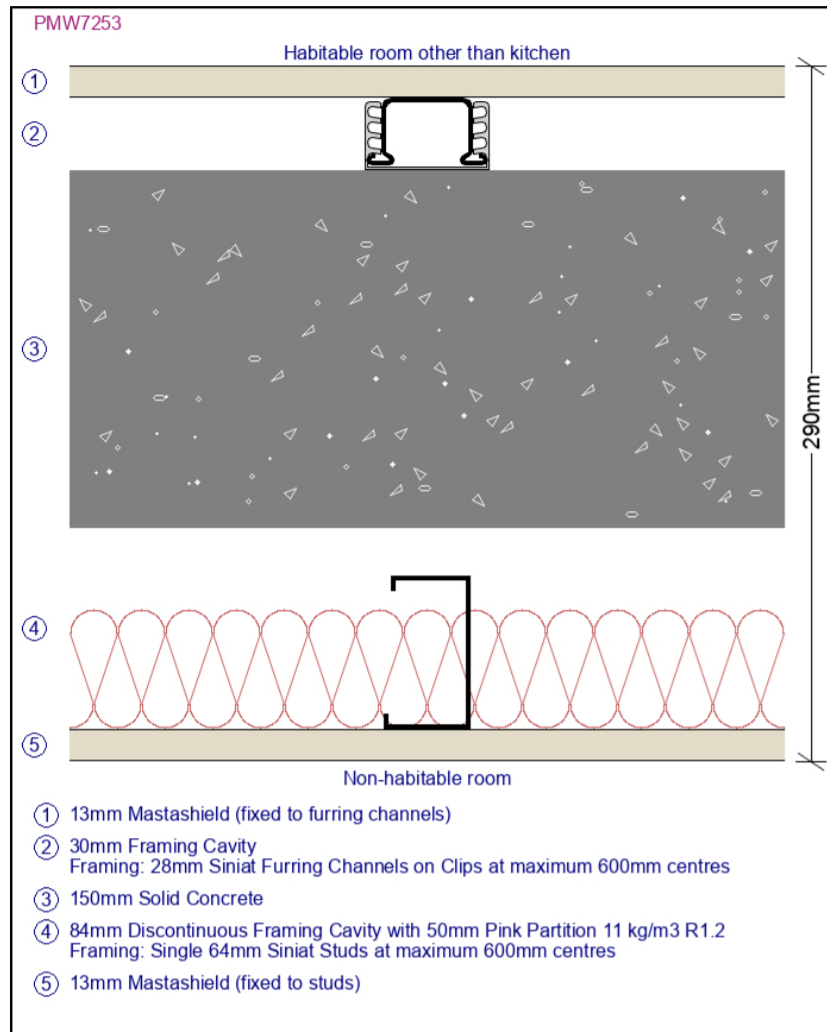 PMW7253
Habitable room other than kitchen
1
2
3
290mm
4
5
Non-habitable room
1 13mm Mastashield (fixed to furring channels)
2 30mm Framing Cavity
Framing: 28mm Siniat Furring Channels on Clips at maximum 600mm centres
3 150mm Solid Concrete
4 84mm Discontinuous Framing Cavity with 50mm Pink Partition 11 kg/m3 R1.2
Framing: Single 64mm Siniat Studs at maximum 600mm centres
5 13mm Mastashield (fixed to studs)